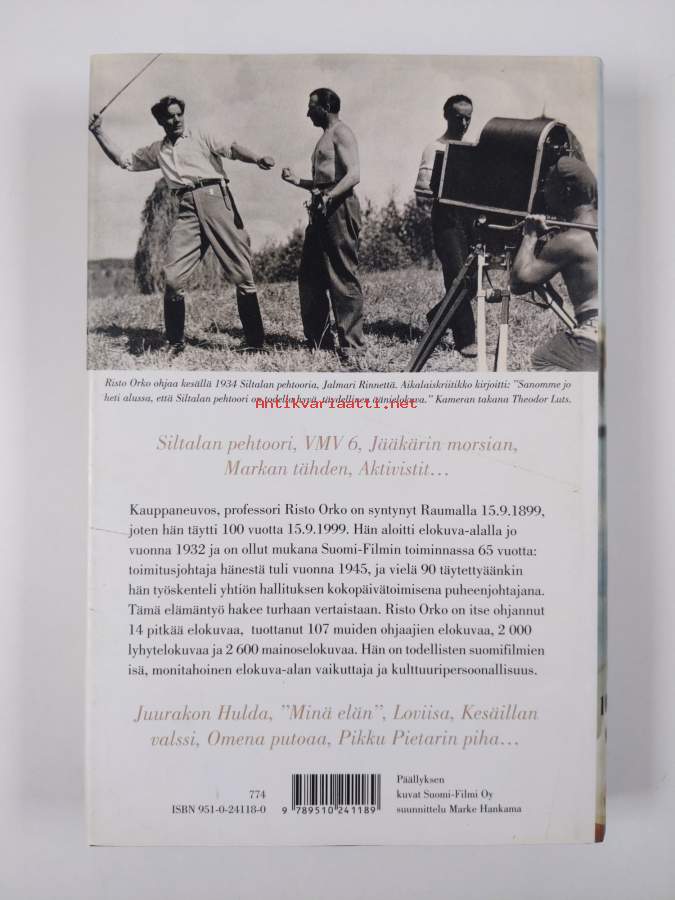 Risto Orko ohjaa kesällä 1934 Siltalan pehtooria, Jalmari Rinnettä. Aikalaiskriitikko kirjoitti: "Sanomme jo
heti alussa, että Siltalan pehtoori on todella hyvä, täydellinen äänielokuva." Kameran takana Theodor Luts.
Antikvariaatti.net
Siltalan pehtoori, VMV 6, Jääkärin morsian,
Markan tähden, Aktivistit...
Kauppaneuvos, professori Risto Orko on syntynyt Raumalla 15.9.1899,
joten hän täytti 100 vuotta 15.9.1999. Hän aloitti elokuva-alalla jo
vuonna 1932 ja on ollut mukana Suomi-Filmin toiminnassa 65 vuotta:
toimitusjohtaja hänestä tuli vuonna 1945, ja vielä 90 täytettyäänkin
hän työskenteli yhtiön hallituksen kokopäivätoimisena puheenjohtajana.
Tämä elämäntyö hakee turhaan vertaistaan. Risto Orko on itse ohjannut
14 pitkää elokuvaa, tuottanut 107 muiden ohjaajien elokuvaa, 2 000
lyhytelokuvaa ja 2 600 mainoselokuvaa. Hän on todellisten suomifilmien
isä, monitahoinen elokuva-alan vaikuttaja ja kulttuuripersoonallisuus.
Juurakon Hulda, "Minä elän", Loviisa, Kesäillan
valssi, Omena putoaa, Pikku Pietarin piha...
774
ISBN 951-0-24118-0
9 789510 241189
Päällyksen
kuvat Suomi-Filmi Oy
suunnittelu Marke Hankama